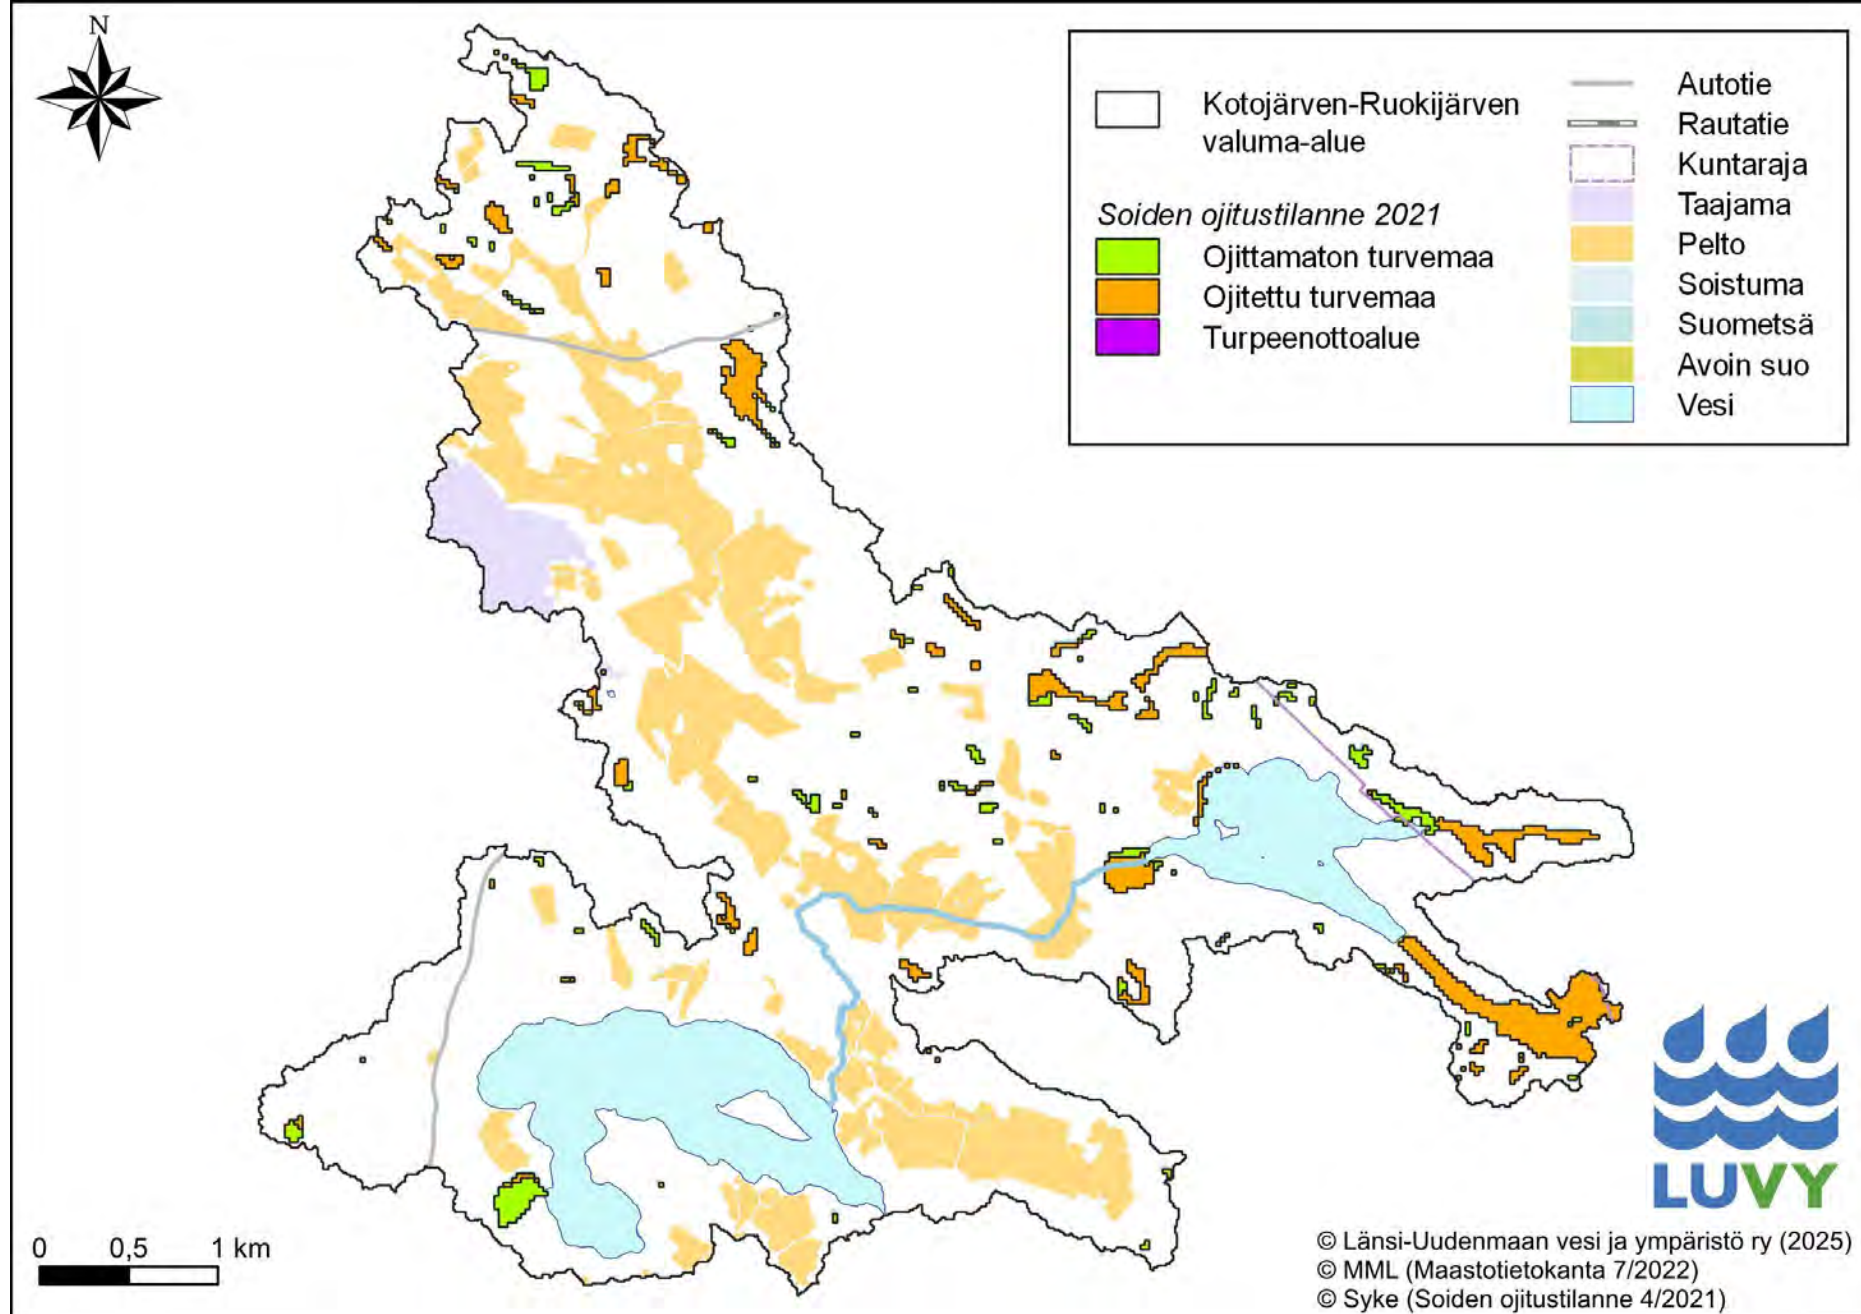 N
Kotojärven-Ruokijärven
valuma-alue
Soiden ojitustilanne 2021
Ojittamaton turvemaa
Ojitettu turvemaa
Turpeenottoalue
Autotie
Rautatie
Kuntaraja
Taajama
Pelto
Soistuma
Suometsä
Avoin suo
Vesi
0 0,5 1 km
LUVY
© Länsi-Uudenmaan vesi ja ympäristö ry (2025)
© MML (Maastotietokanta 7/2022)
© Syke (Soiden ojitustilanne 4/2021)